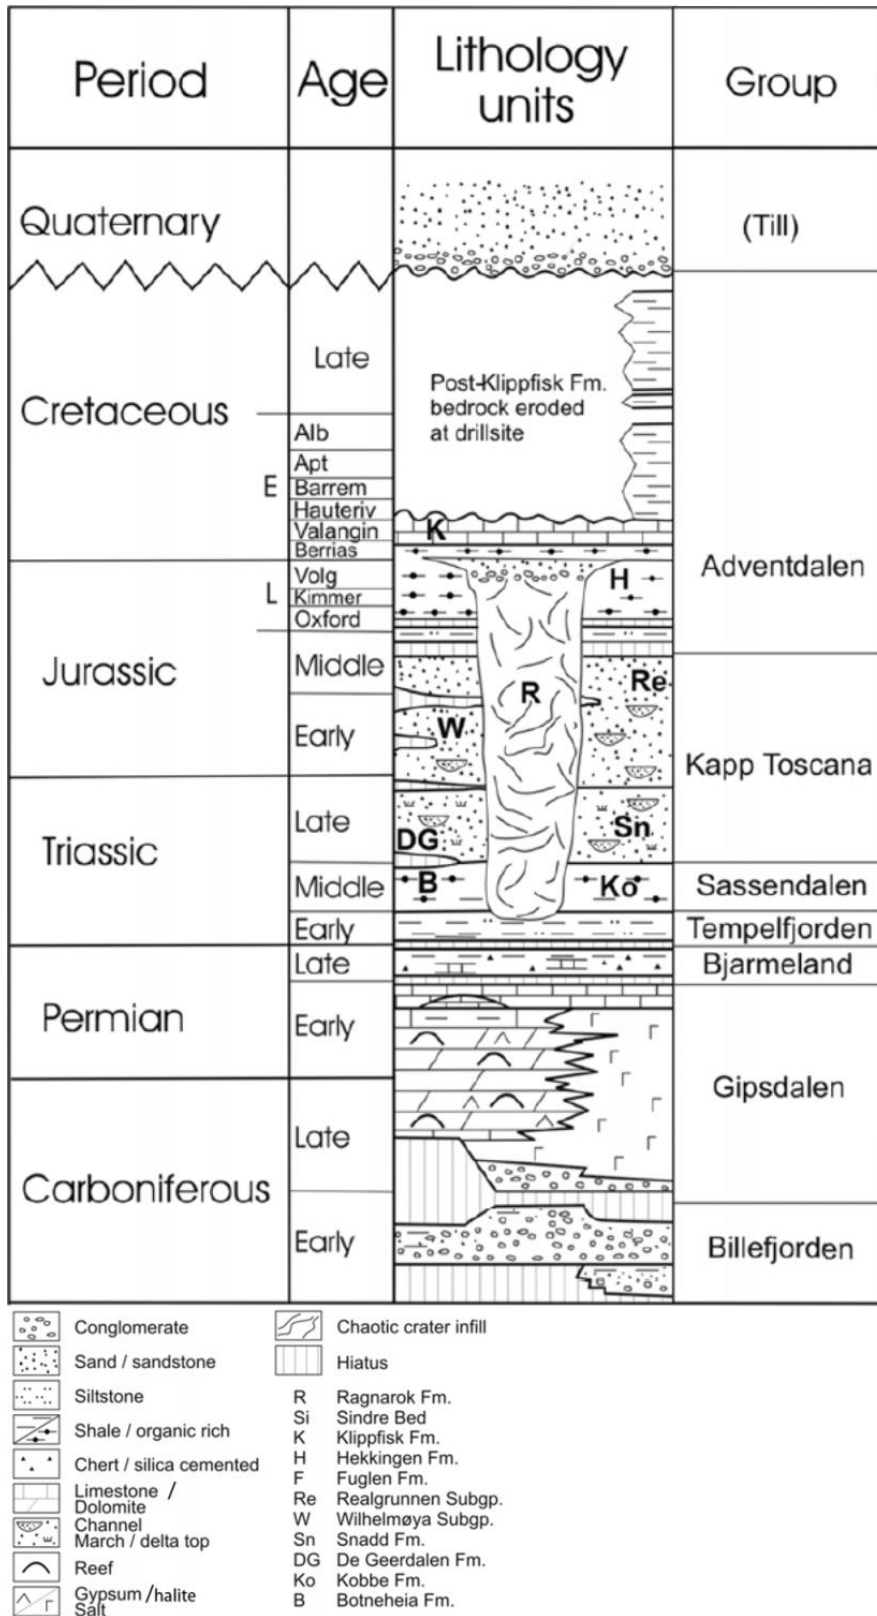 Period
Age
Lithology
units
Group
Quaternary
(Till)
Cretaceous
Late
Post-Klippfisk Fm.
bedrock eroded
at drillsite
Alb
Apt
E
Barrem
Hauteriv
Valangin
K
Berrias
Adventdalen
L
Volg
H
Kimmer
Oxford
Jurassic
Middle
R
Re
Early
W
Kapp Toscana
Triassic
Late
DG
Sn
Middle
B
Ko
Sassendalen
Early
Tempelfjorden
Late
Bjarmeland
Permian
Early
Gipsdalen
Carboniferous
Late
Early
Billefjorden
Conglomerate
Sand / sandstone
Siltstone
Shale / organic rich
Chert / silica cemented
Limestone /
Dolomite
Channel
March / delta top
Reef
Gypsum /halite
Salt
Chaotic crater infill
Hiatus
R Ragnarok Fm.
Si Sindre Bed
K Klippfisk Fm.
H Hekkingen Fm.
F Fuglen Fm.
Re Realgrunnen Subgp.
W Wilhelmøya Subgp.
Sn Snadd Fm.
DG De Geerdalen Fm.
Ko Kobbe Fm.
B Botneheia Fm.